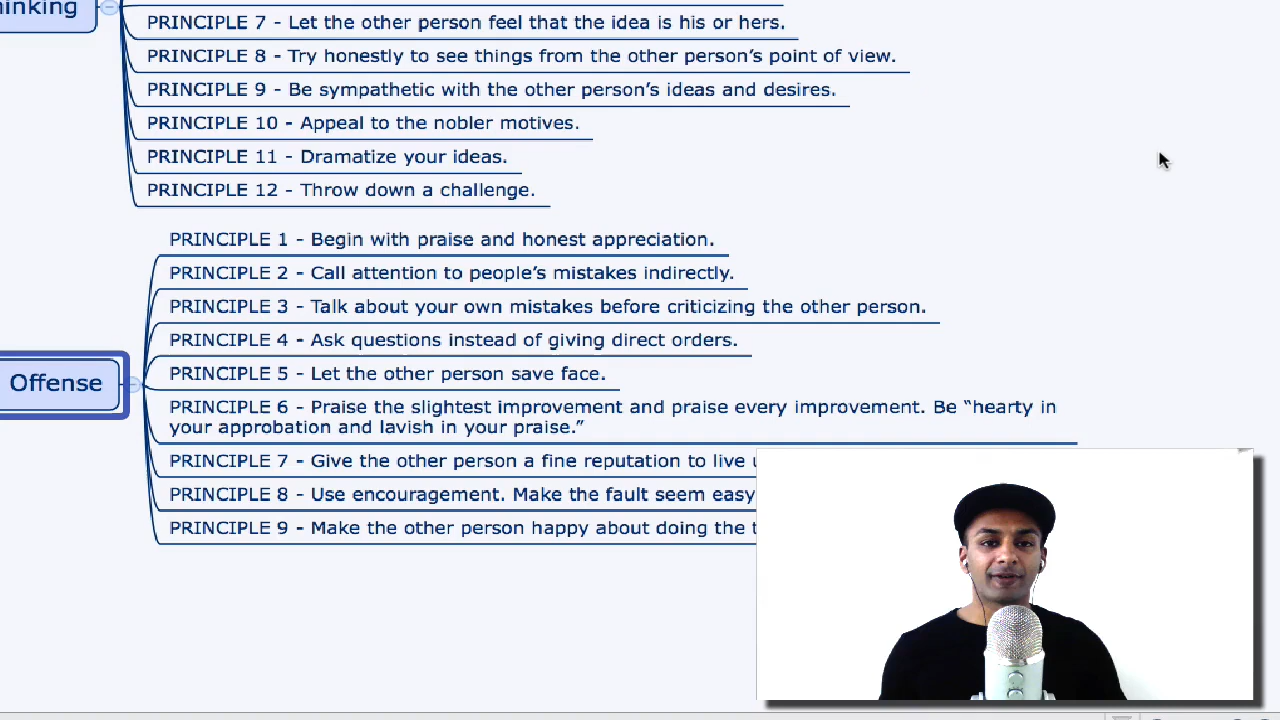 inking
PRINCIPLE 7 - Let the other person feel that the idea is his or hers.
PRINCIPLE 8 - Try honestly to see things from the other person’s point of view.
PRINCIPLE 9 - Be sympathetic with the other person’s ideas and desires.
PRINCIPLE 10 - Appeal to the nobler motives.
PRINCIPLE 11 - Dramatize your ideas.
PRINCIPLE 12 - Throw down a challenge.
PRINCIPLE 1 - Begin with praise and honest appreciation.
PRINCIPLE 2 - Call attention to people’s mistakes indirectly.
PRINCIPLE 3 - Talk about your own mistakes before criticizing the other person.
PRINCIPLE 4 - Ask questions instead of giving direct orders.
Offense
PRINCIPLE 5 - Let the other person save face.
PRINCIPLE 6 - Praise the slightest improvement and praise every improvement. Be “hearty in
your approbation and lavish in your praise.”
PRINCIPLE 7 - Give the other person a fine reputation to live
PRINCIPLE 8 - Use encouragement. Make the fault seem easy
PRINCIPLE 9 - Make the other person happy about doing the